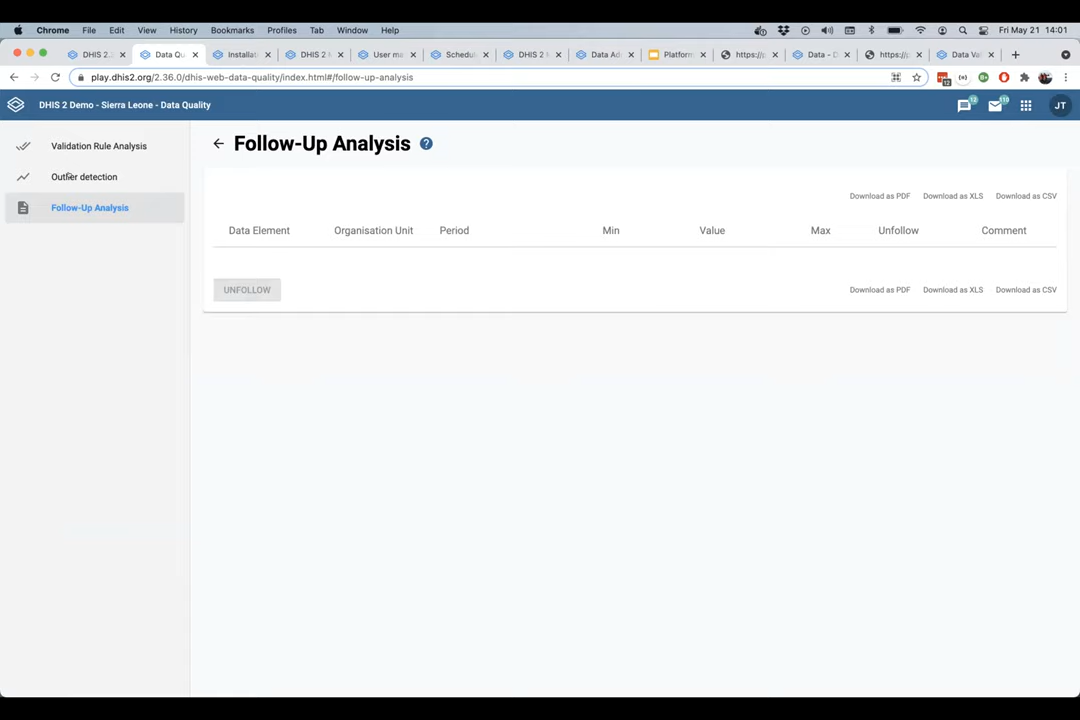 Chrome File Edit View History Bookmarks Profiles Tab Window Help Fri May 21 14:01
DHIS 2. Data Qu Installati DHIS 2 User ma Schedu DHIS 2 Data Ad Platform https:// Data - D https:// Data Va
play.dhis2.org/2.36.0/dhis-web-data-quality/index.html#/follow-up-analysis
DHIS 2 Demo - Sierra Leone - Data Quality JT
Validation Rule Analysis
Outlier detection
Follow-Up Analysis
Follow-Up Analysis
Download as PDF Download as XLS Download as CSV
Data Element Organisation Unit Period Min Value Max Unfollow Comment
UNFOLLOW Download as PDF Download as XLS Download as CSV